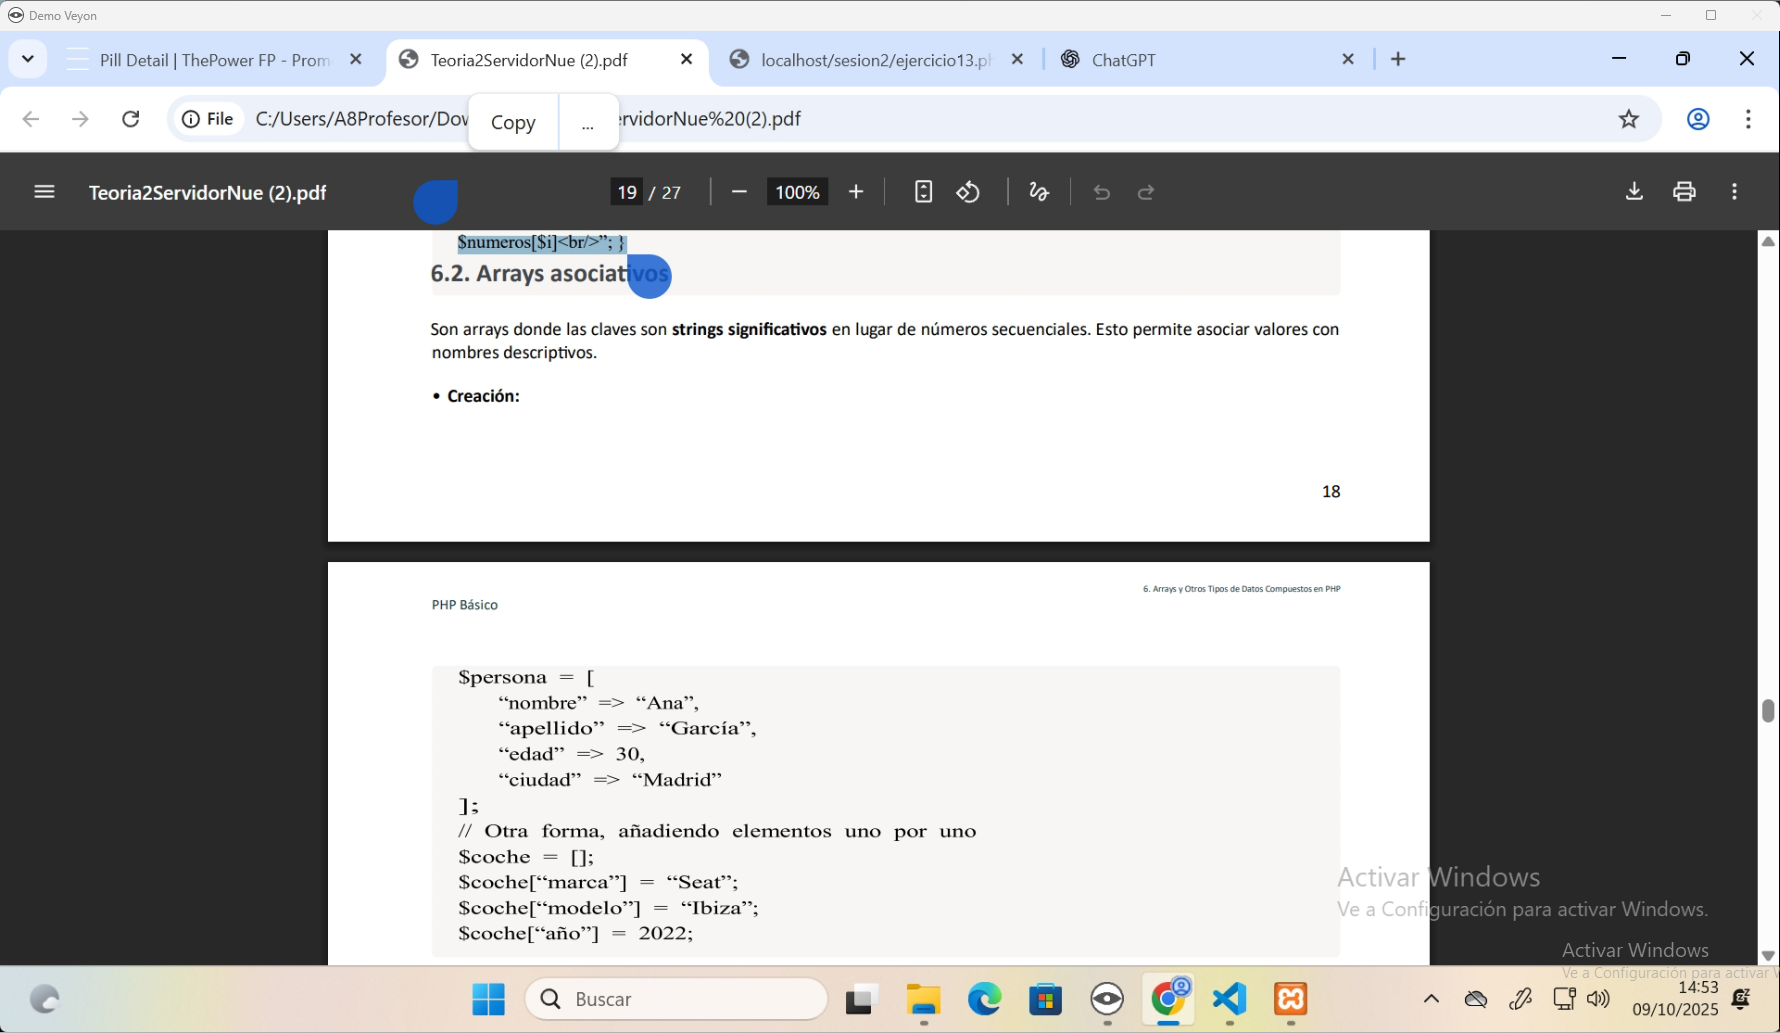 Demo Veyon
Pill Detail | ThePower FP - Prom
Teoria2ServidorNue (2).pdf
localhost/sesion2/ejercicio13.ph
ChatGPT
File
C:/Users/A8Profesor/Dov
Copy
...
rvidorNue%20(2).pdf
Teoria2ServidorNue (2).pdf
19 / 27
100%
$numeros[$i]<br/>”; }
6.2. Arrays asociativos
Son arrays donde las claves son strings significativos en lugar de números secuenciales. Esto permite asociar valores con
nombres descriptivos.
• Creación:
18
6. Arrays y Otros Tipos de Datos Compuestos en PHP
PHP Básico
$persona = [
“nombre” => “Ana”,
“apellido” => “García”,
“edad” => 30,
“ciudad” => “Madrid”
];
// Otra forma, añadiendo elementos uno por uno
$coche = [];
$coche[“marca”] = “Seat”;
$coche[“modelo”] = “Ibiza”;
$coche[“año”] = 2022;
Activar Windows
Ve a Configuración para activar Windows.
Activar Windows
Ve a Configuración para activar W
Buscar
14:53
09/10/2025